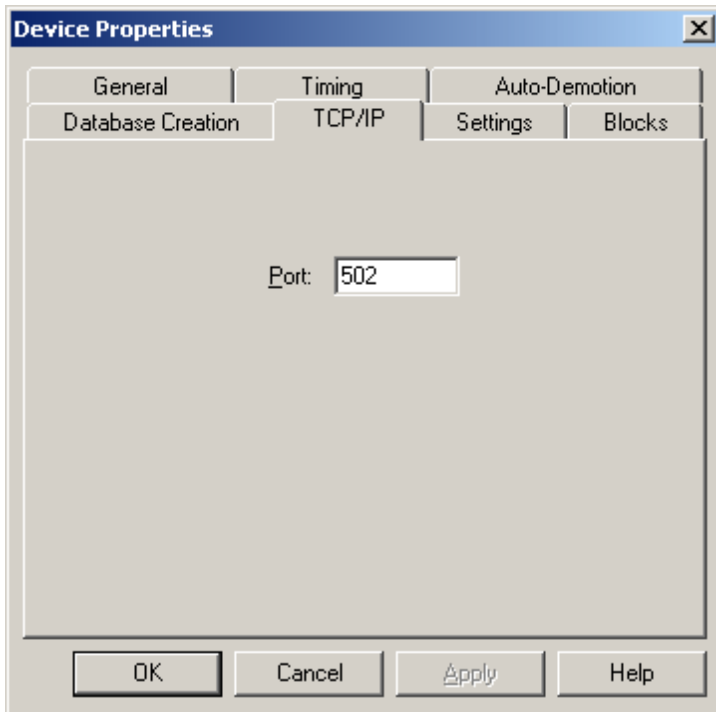 Device Properties
General Timing Auto-Demotion
Database Creation TCP/IP Settings Blocks
Port: 502
OK Cancel Apply Help